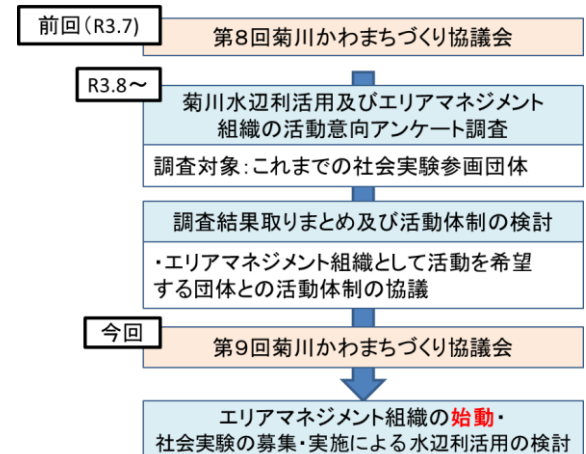 前回(R3.7)
第8回菊川かわまちづくり協議会
R3.8~
菊川水辺利活用及びエリアマネジメント
組織の活動意向アンケート調査
調査対象:これまでの社会実験参画団体
調査結果取りまとめ及び活動体制の検討
・エリアマネジメント組織として活動を希望
する団体との活動体制の協議
今回
第9回菊川かわまちづくり協議会
エリアマネジメント組織の始動・
社会実験の募集・実施による水辺利活用の検討